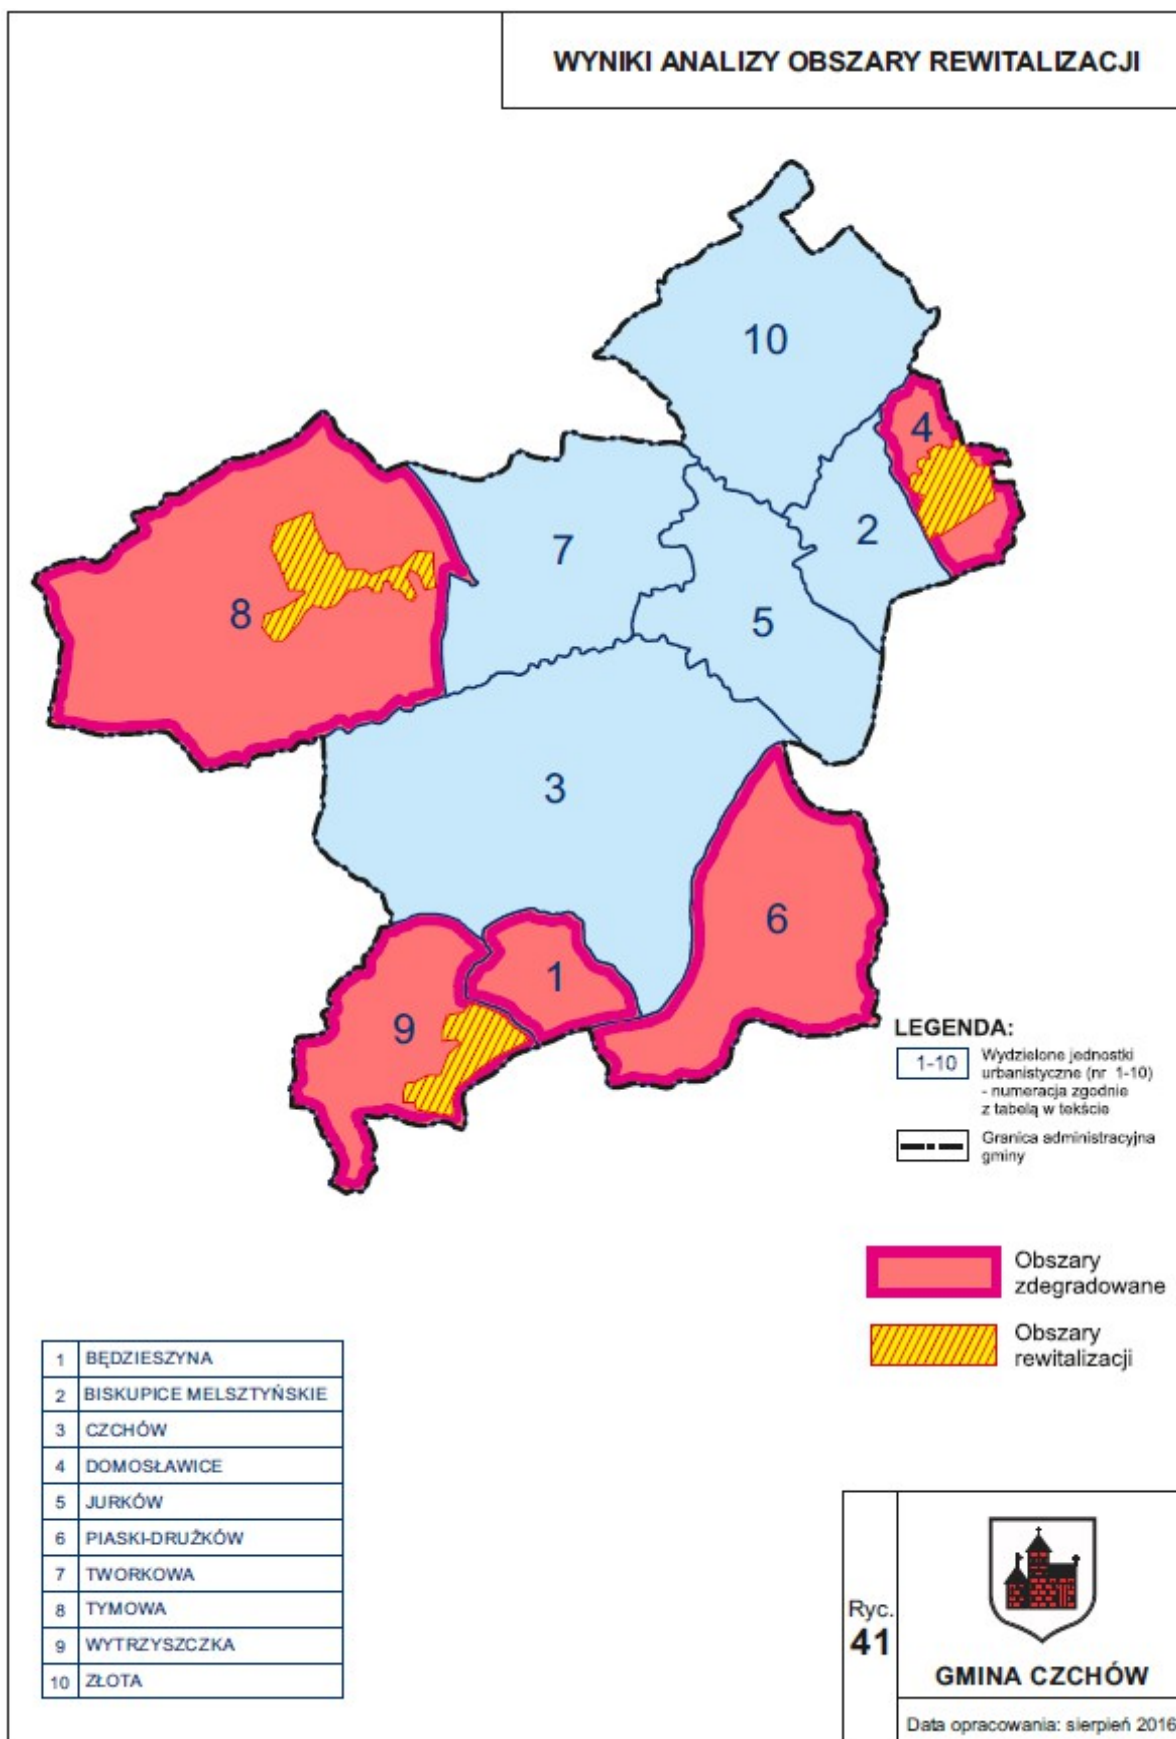 WYNIKI ANALIZY OBSZARY REWITALIZACJI
10
4
2
7
8
5
3
6
1
9
LEGENDA:
1-10
Wydzielone jednostki
urbanistyczne (nr 1-10)
- numeracja zgodnie
z tabelą w tekście
Granica administracyjna
gminy
Obszary
zdegradowane
Obszary
rewitalizacji
1 BĘDZIESZYNA
2 BISKUPICE MELSZTYŃSKIE
3 CZCHÓW
4 DOMOSŁAWICE
5 JURKÓW
6 PIASKI-DRUŻKÓW
7 TWORKOWA
8 TYMOWA
9 WYTRZYSZCZKA
10 ZŁOTA
Ryc.
41
GMINA CZCHÓW
Data opracowania: sierpień 2016